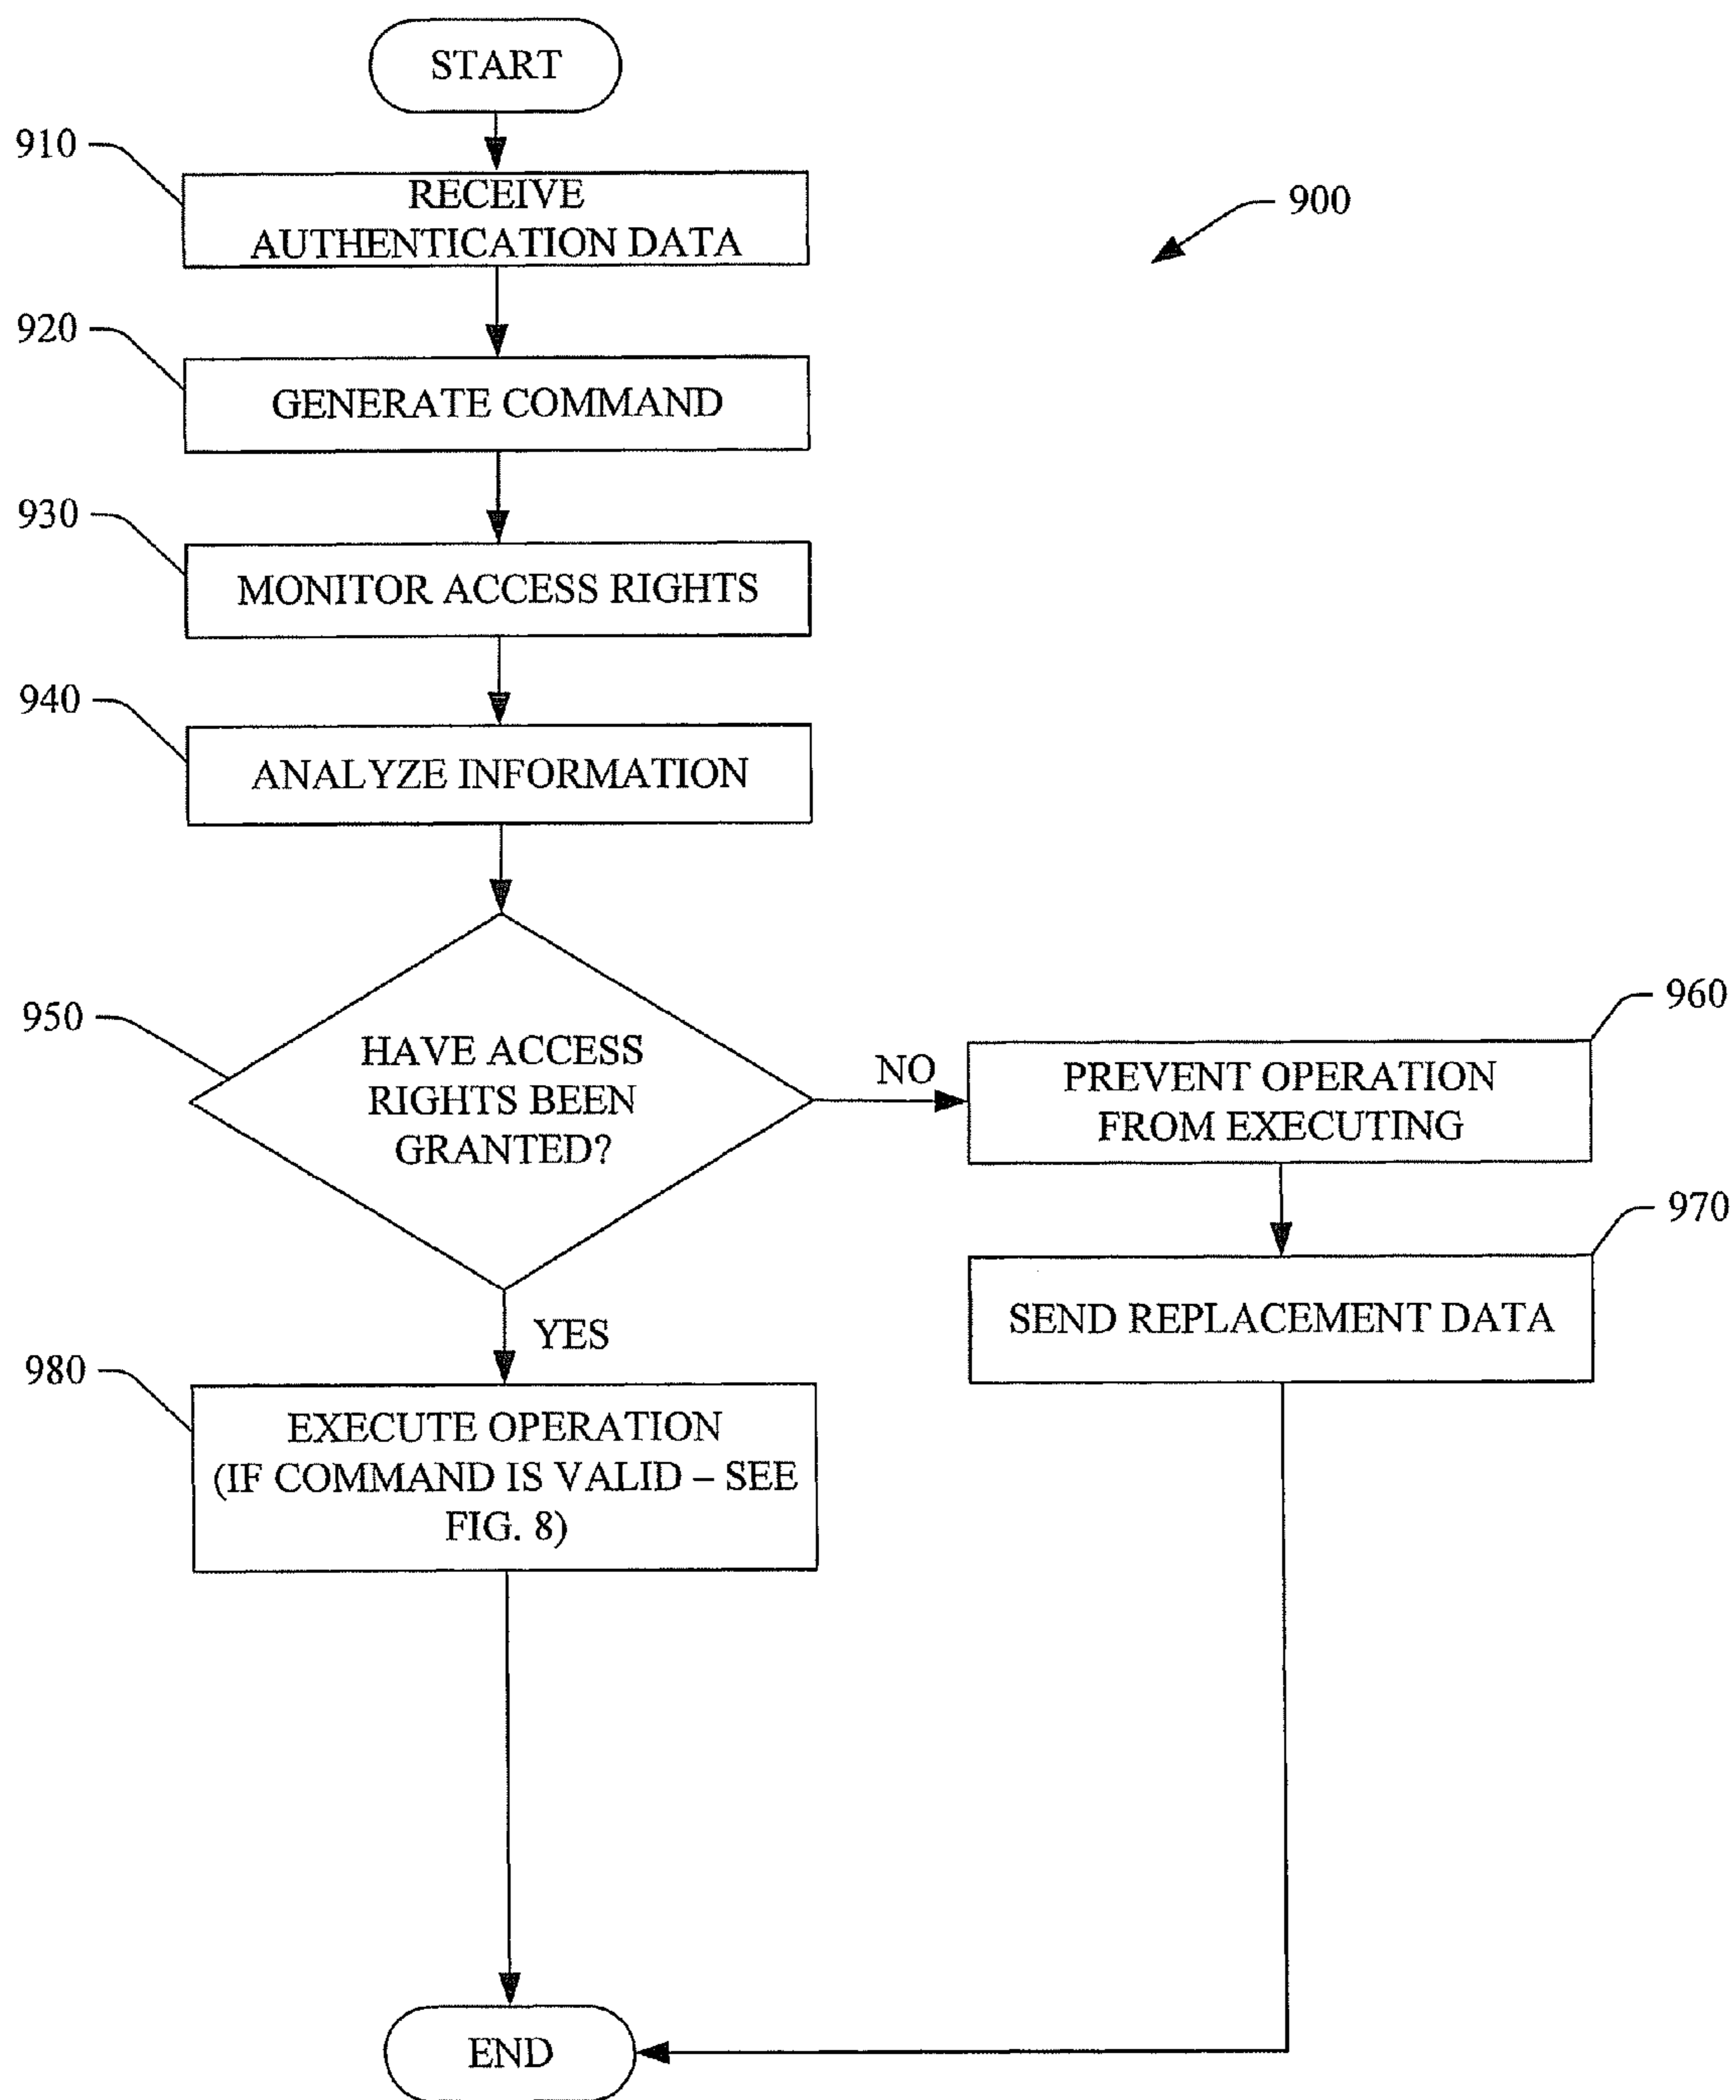 START
910
RECEIVE
AUTHENTICATION DATA
900
920
GENERATE COMMAND
930
MONITOR ACCESS RIGHTS
940
ANALYZE INFORMATION
950
HAVE ACCESS
RIGHTS BEEN
GRANTED?
NO
960
PREVENT OPERATION
FROM EXECUTING
970
SEND REPLACEMENT DATA
YES
980
EXECUTE OPERATION
(IF COMMAND IS VALID – SEE
FIG. 8)
END